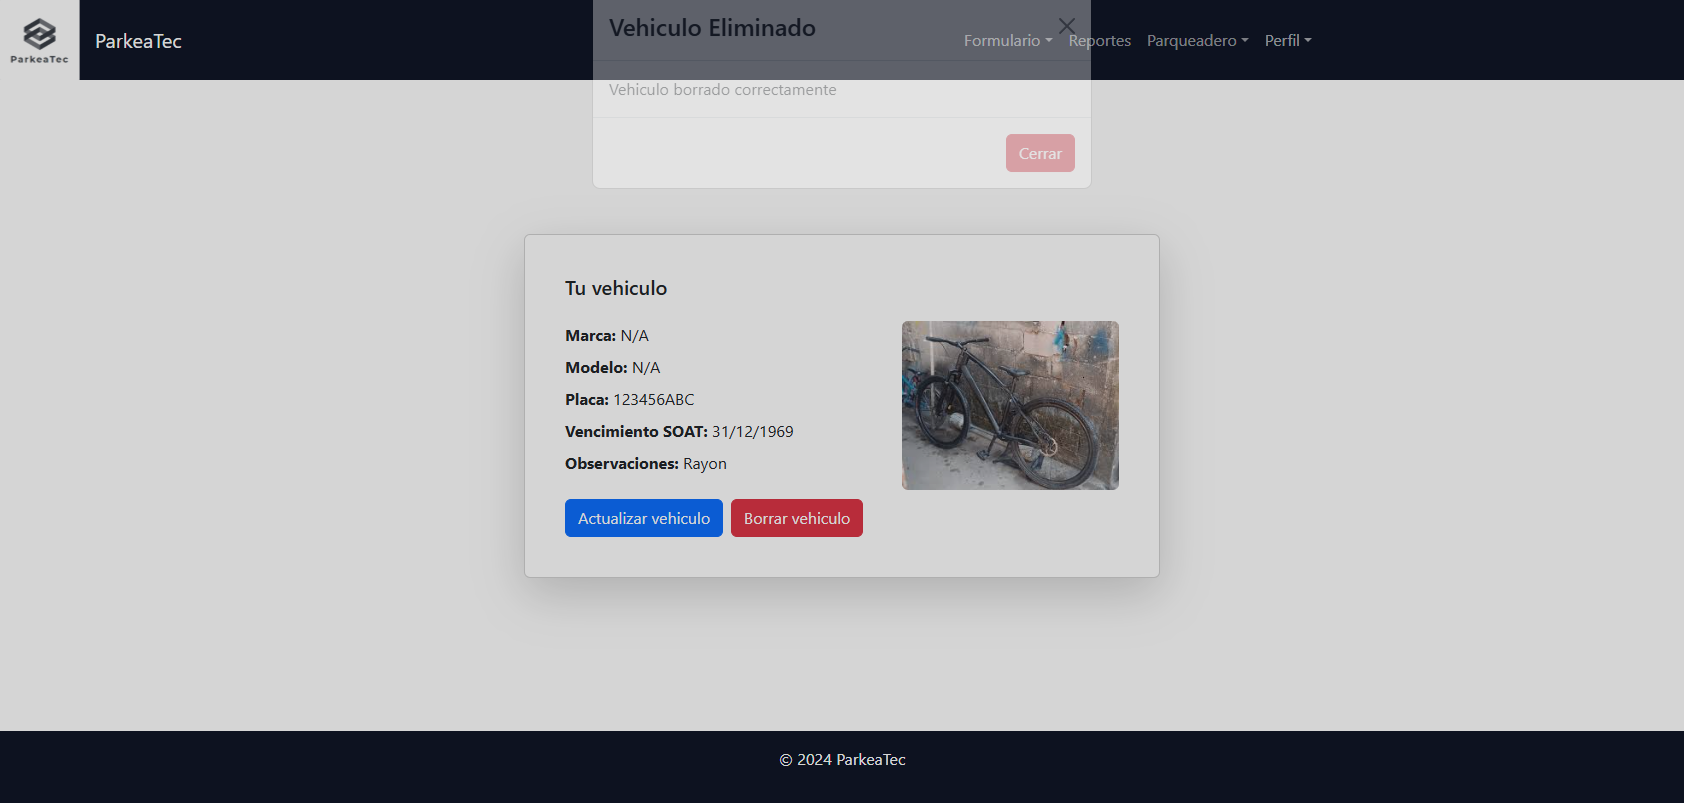 ParkeaTec
ParkeaTec
Formulario Reportes Parqueadero Perfil
Vehiculo Eliminado
Vehiculo borrado correctamente
Cerrar
Tu vehiculo
Marca: N/A
Modelo: N/A
Placa: 123456ABC
Vencimiento SOAT: 31/12/1969
Observaciones: Rayon
Actualizar vehiculo Borrar vehiculo
© 2024 ParkeaTec